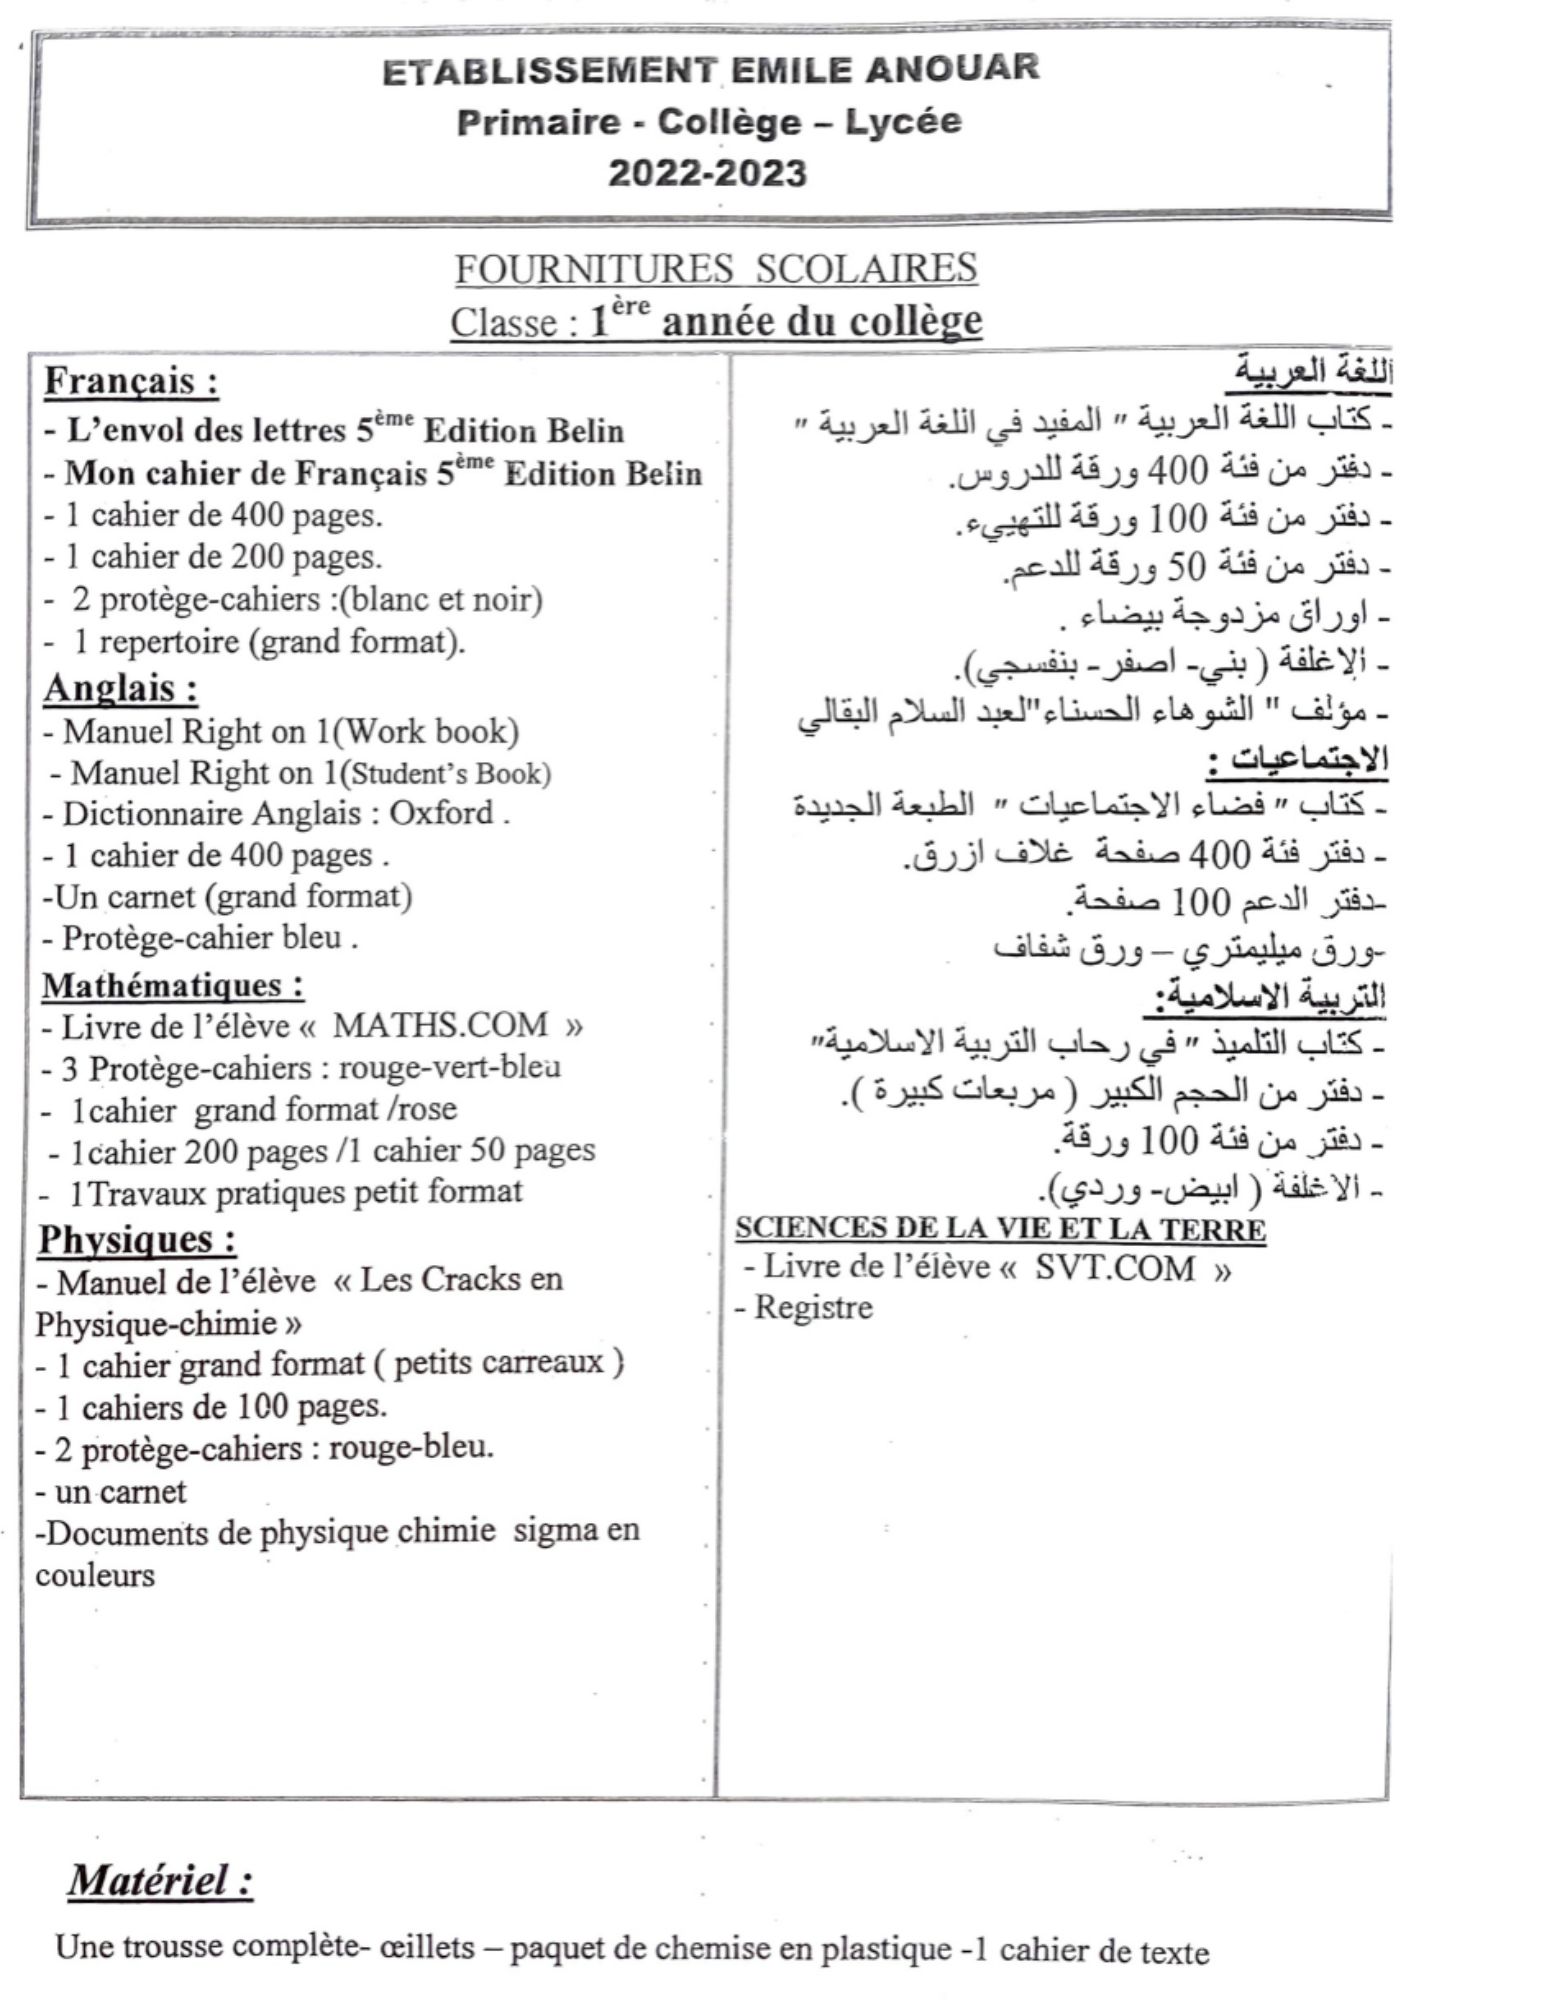 ETABLISSEMENT EMILE ANOUAR
Primaire - Collège – Lycée
2022-2023
FOURNITURES SCOLAIRES
Classe : 1ère année du collège
Français :
- L'envol des lettres 5ème Edition Belin
- Mon cahier de Français 5ème Edition Belin
- 1 cahier de 400 pages.
- 1 cahier de 200 pages.
- 2 protège-cahiers :(blanc et noir)
- 1 repertoire (grand format).
Anglais :
- Manuel Right on 1(Work book)
- Manuel Right on 1(Student's Book)
- Dictionnaire Anglais : Oxford .
- 1 cahier de 400 pages .
-Un carnet (grand format)
- Protège-cahier bleu .
Mathématiques :
- Livre de l'élève « MATHS.COM »
- 3 Protège-cahiers : rouge-vert-bleu
- 1cahier grand format /rose
- 1cahier 200 pages /1 cahier 50 pages
- 1Travaux pratiques petit format
Physiques :
- Manuel de l'élève « Les Cracks en
Physique-chimie »
- 1 cahier grand format ( petits carreaux )
- 1 cahiers de 100 pages.
- 2 protège-cahiers : rouge-bleu.
- un carnet
-Documents de physique chimie sigma en
couleurs
اللغة العربية
- كتاب اللغة العربية " المفيد في اللغة العربية "
- دفتر من فئة 400 ورقة للدروس.
- دفتر من فئة 100 ورقة للتهييء.
- دفتر من فئة 50 ورقة للدعم.
- اوراق مزدوجة بيضاء .
- الاغلفة ( بني- اصفر- بنفسجي).
- مؤلف " الشوهاء الحسناء"لعبد السلام البقالي
الاجتماعيات :
- كتاب " فضاء الاجتماعيات " الطبعة الجديدة
- دفتر فئة 400 صفحة غلاف ازرق.
-دفتر الدعم 100 صفحة.
-ورق ميليمتري – ورق شفاف
التربية الاسلامية:
- كتاب التلميذ " في رحاب التربية الاسلامية"
- دفتر من الحجم الكبير ( مربعات كبيرة ).
- دفتر من فئة 100 ورقة.
- الاغلفة ( ابيض- وردي).
SCIENCES DE LA VIE ET LA TERRE
- Livre de l'élève « SVT.COM »
- Registre
Matériel :
Une trousse complète- œillets – paquet de chemise en plastique -1 cahier de texte